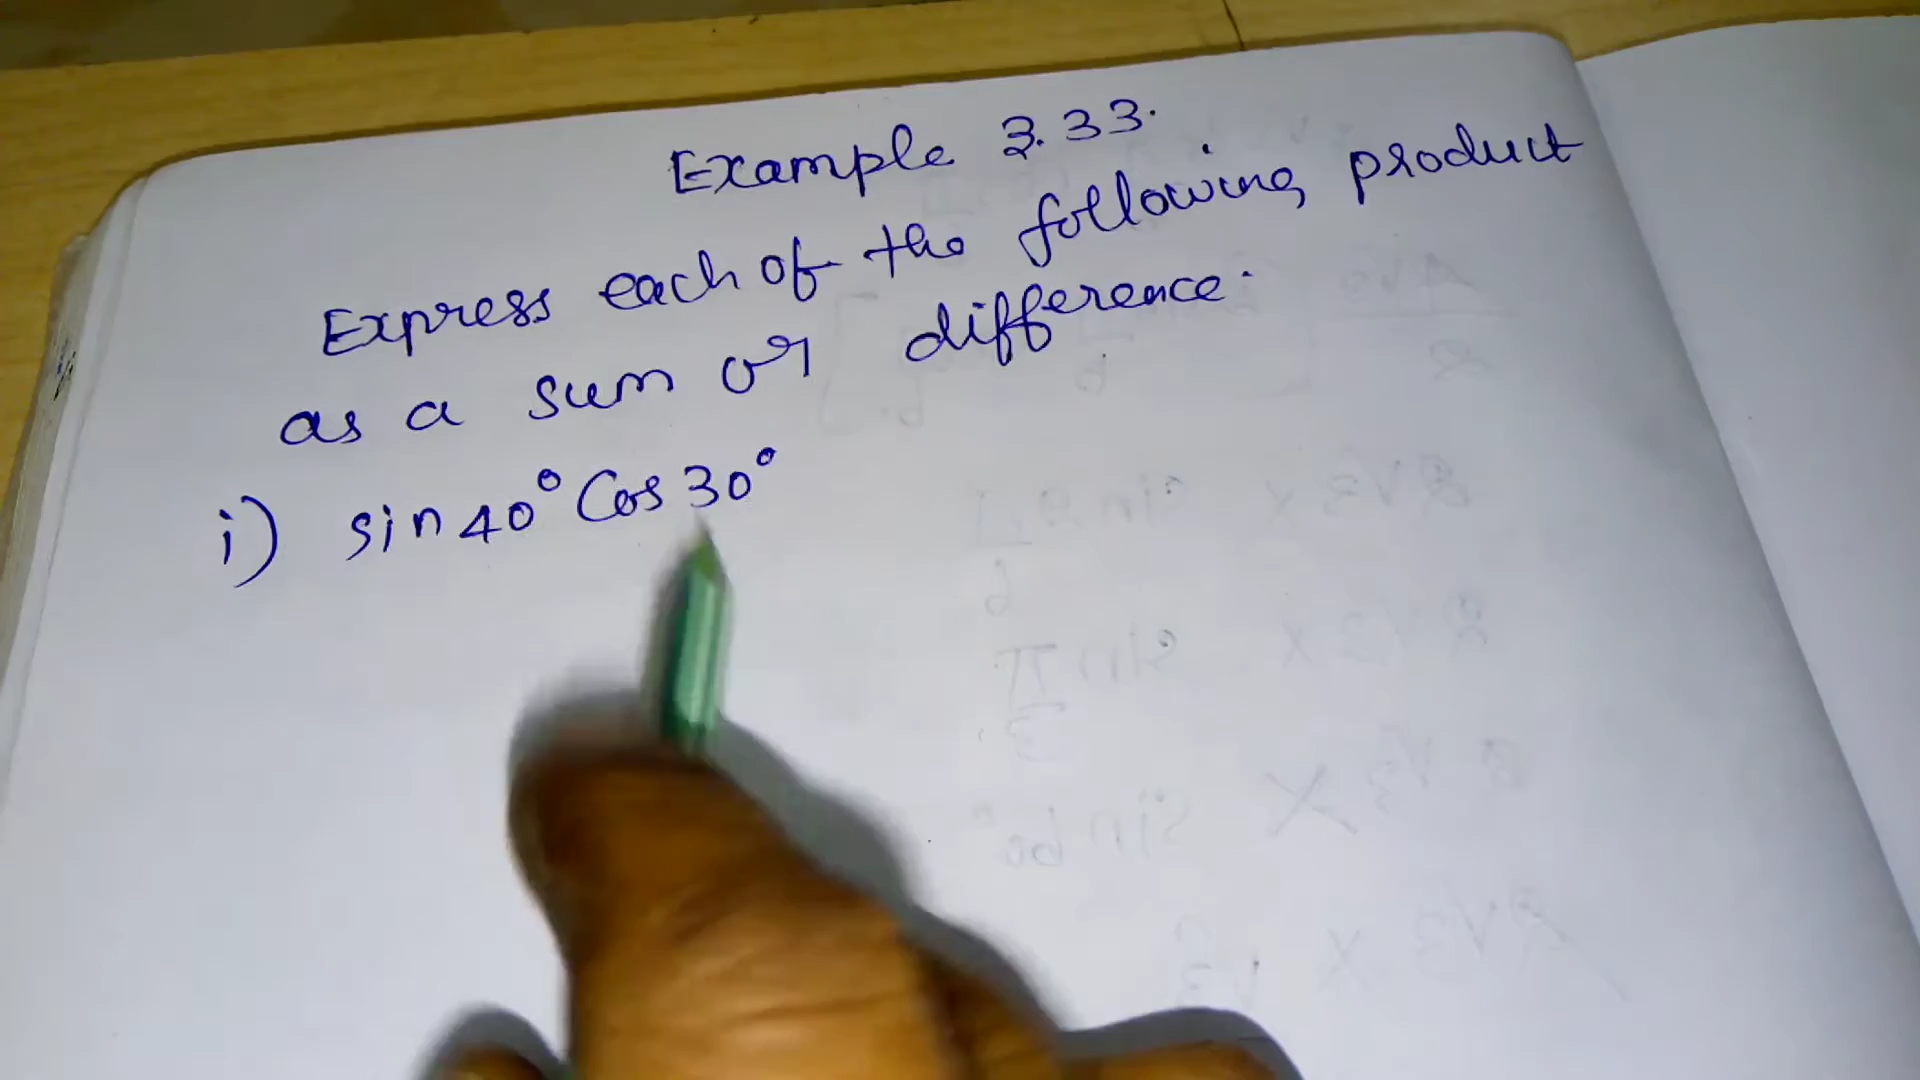 Example 3.33.
Express each of the following product
as a sum or difference.
i) sin 40° Cos 30°